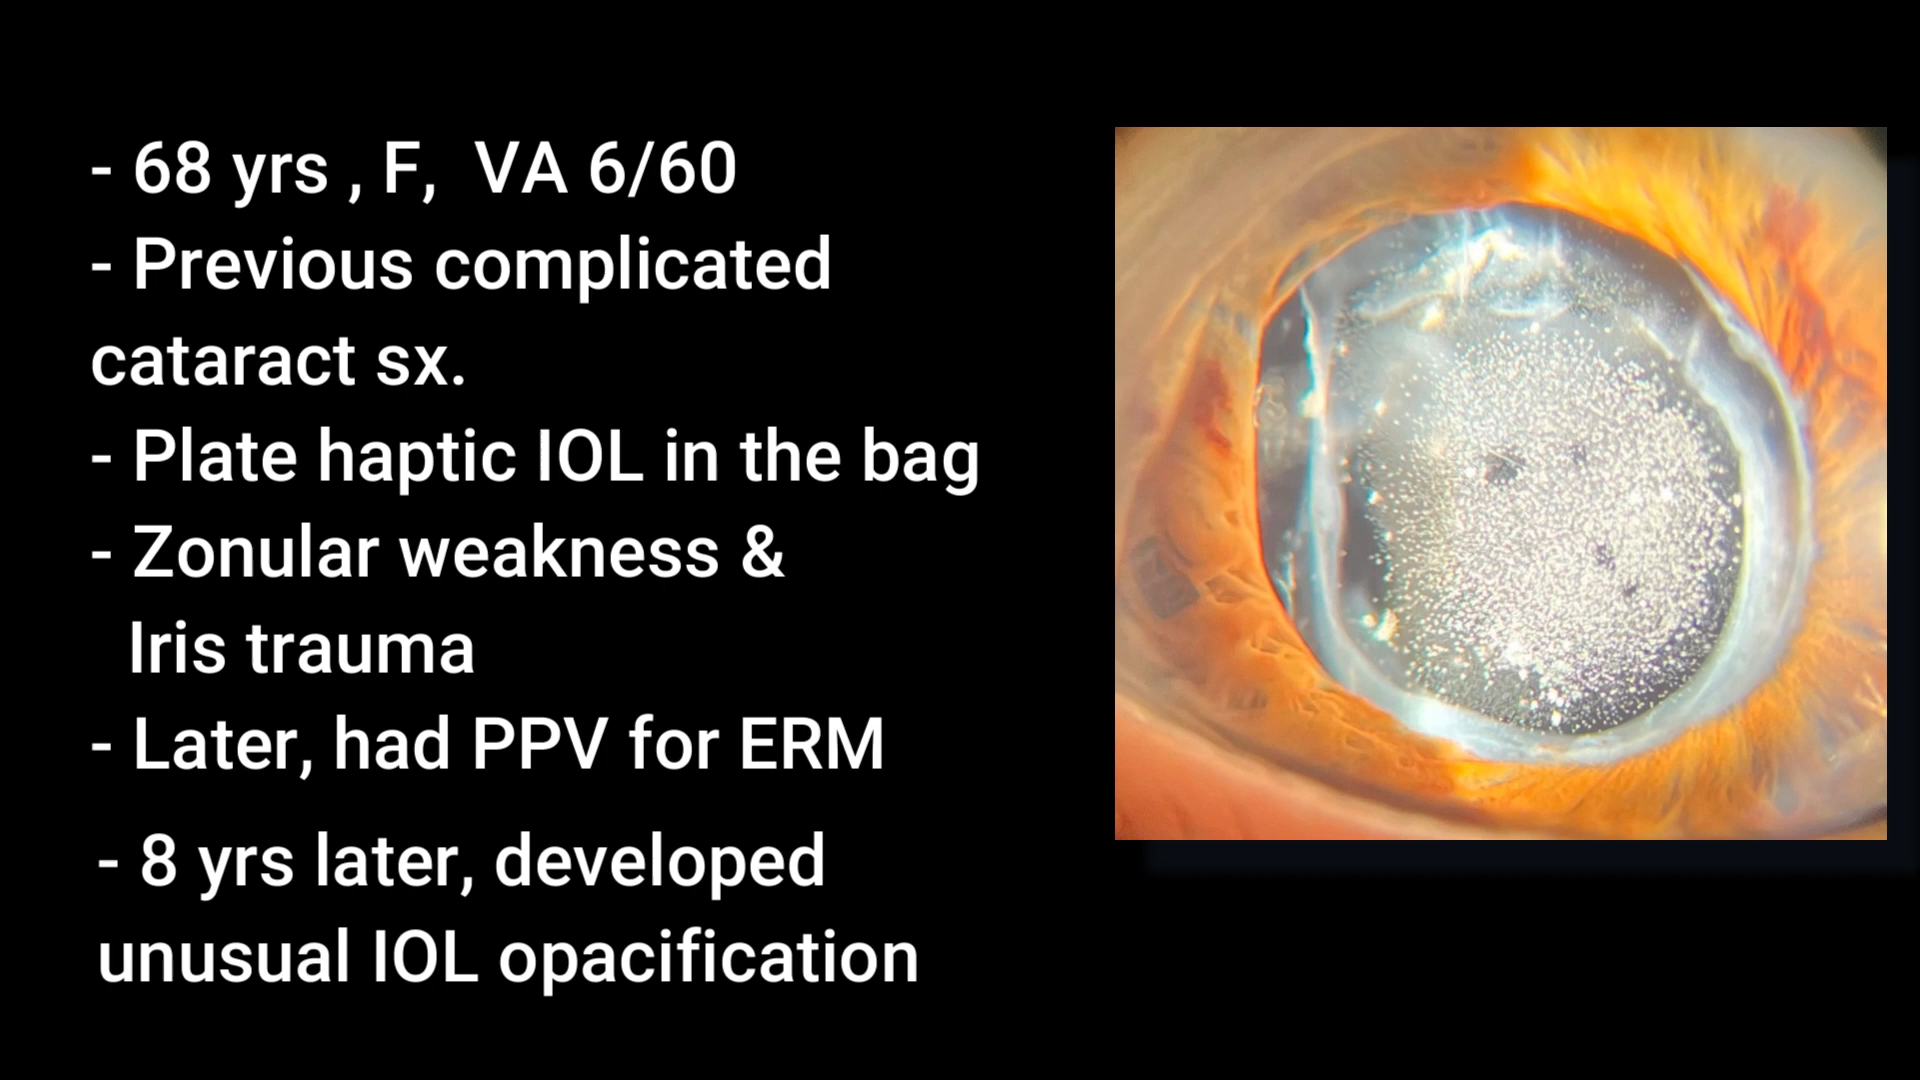 - 68 yrs , F,  VA 6/60
- Previous complicated
cataract sx.
- Plate haptic IOL in the bag
- Zonular weakness &
Iris trauma
- Later, had PPV for ERM
- 8 yrs later, developed
unusual IOL opacification